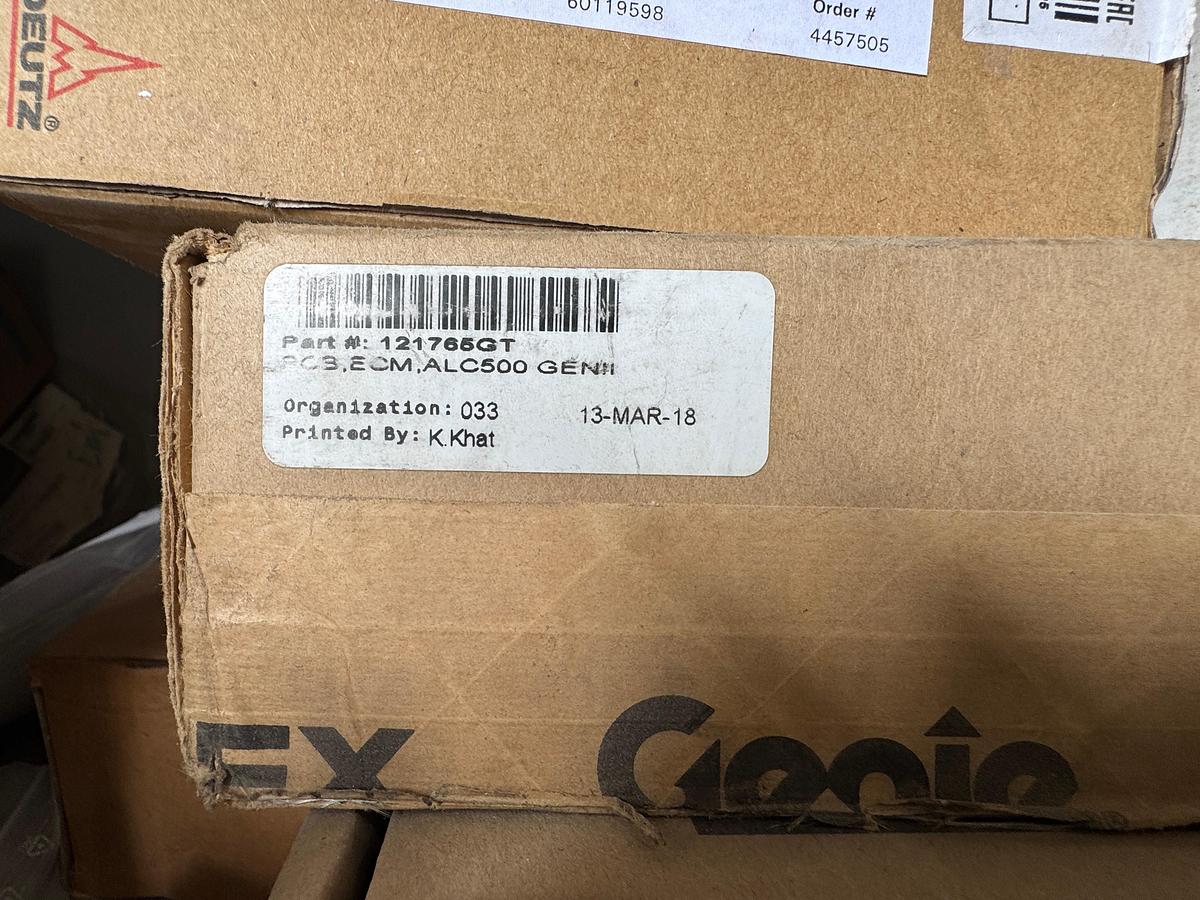 DEUTZ®
60119598
Order #
4457505
Part #: 121765GT
PCB,ECM,ALC500 GENII
Organization: 033
13-MAR-18
Printed By: K.Khat
EX
Genie